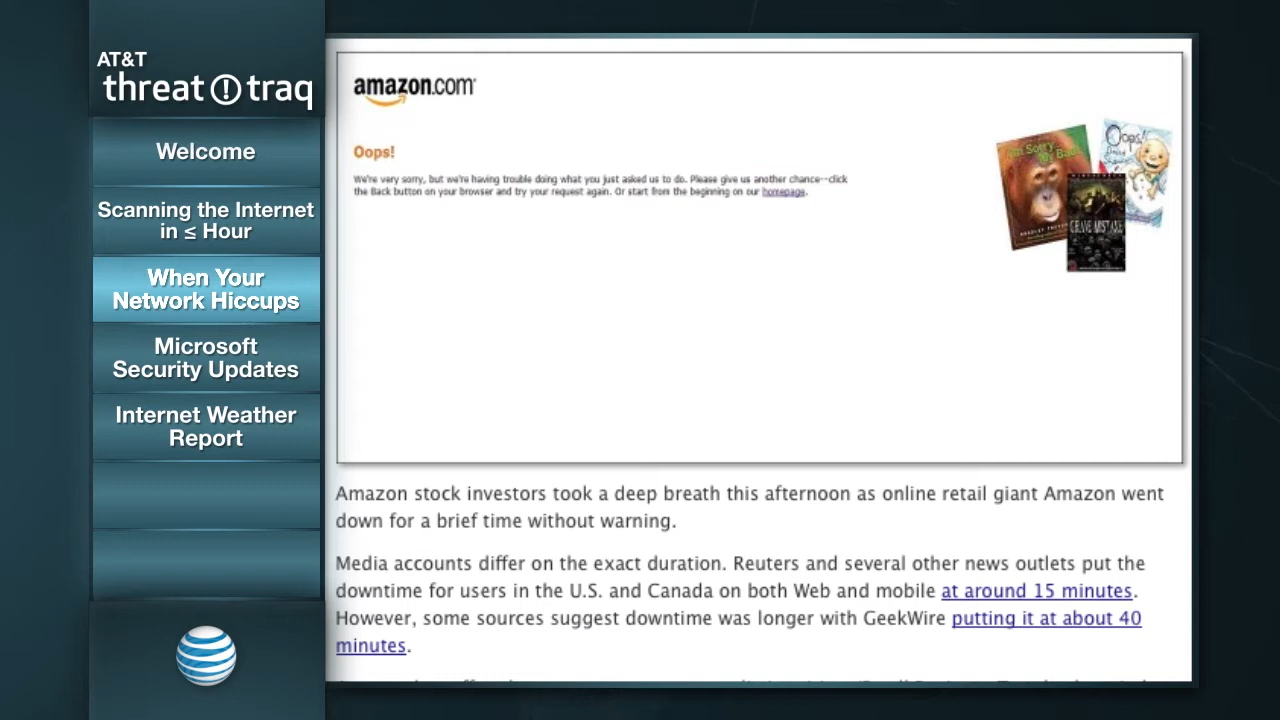 AT&T
threat traq
Welcome
Scanning the Internet
in ≤ Hour
When Your
Network Hiccups
Microsoft
Security Updates
Internet Weather
Report
amazon.com
Oops!
We're very sorry, but we're having trouble doing what you just asked us to do. Please give us another chance--click
the Back button on your browser and try your request again. Or start from the beginning on our homepage.
Oops!
Amazon stock investors took a deep breath this afternoon as online retail giant Amazon went
down for a brief time without warning.
Media accounts differ on the exact duration. Reuters and several other news outlets put the
downtime for users in the U.S. and Canada on both Web and mobile at around 15 minutes.
However, some sources suggest downtime was longer with GeekWire putting it at about 40
minutes.